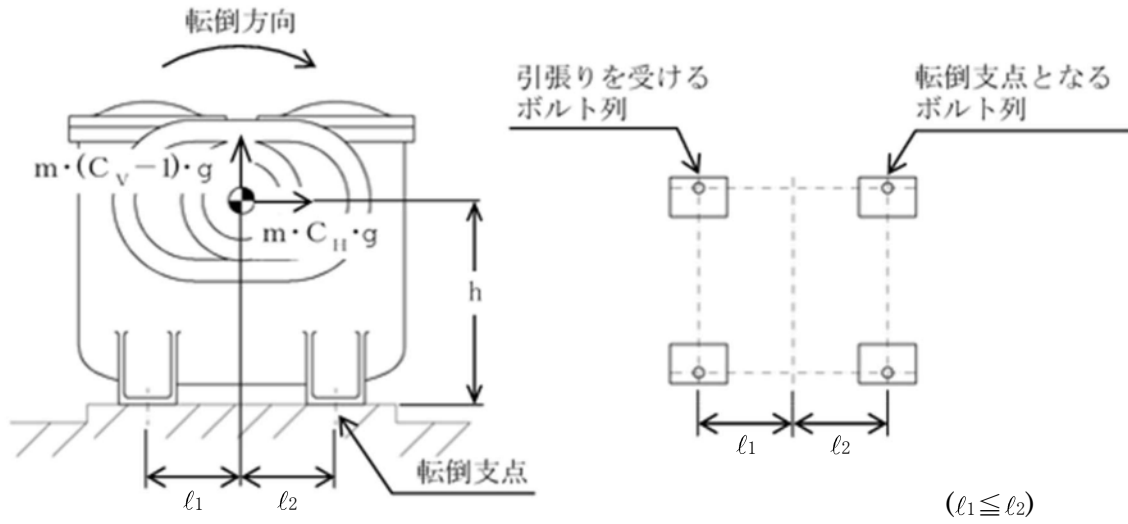 転倒方向
m・(C_V－1)・g
m・C_H・g
h
ℓ1
ℓ2
転倒支点
引張りを受ける
ボルト列
転倒支点となる
ボルト列
ℓ1
ℓ2
(ℓ1≦ℓ2)